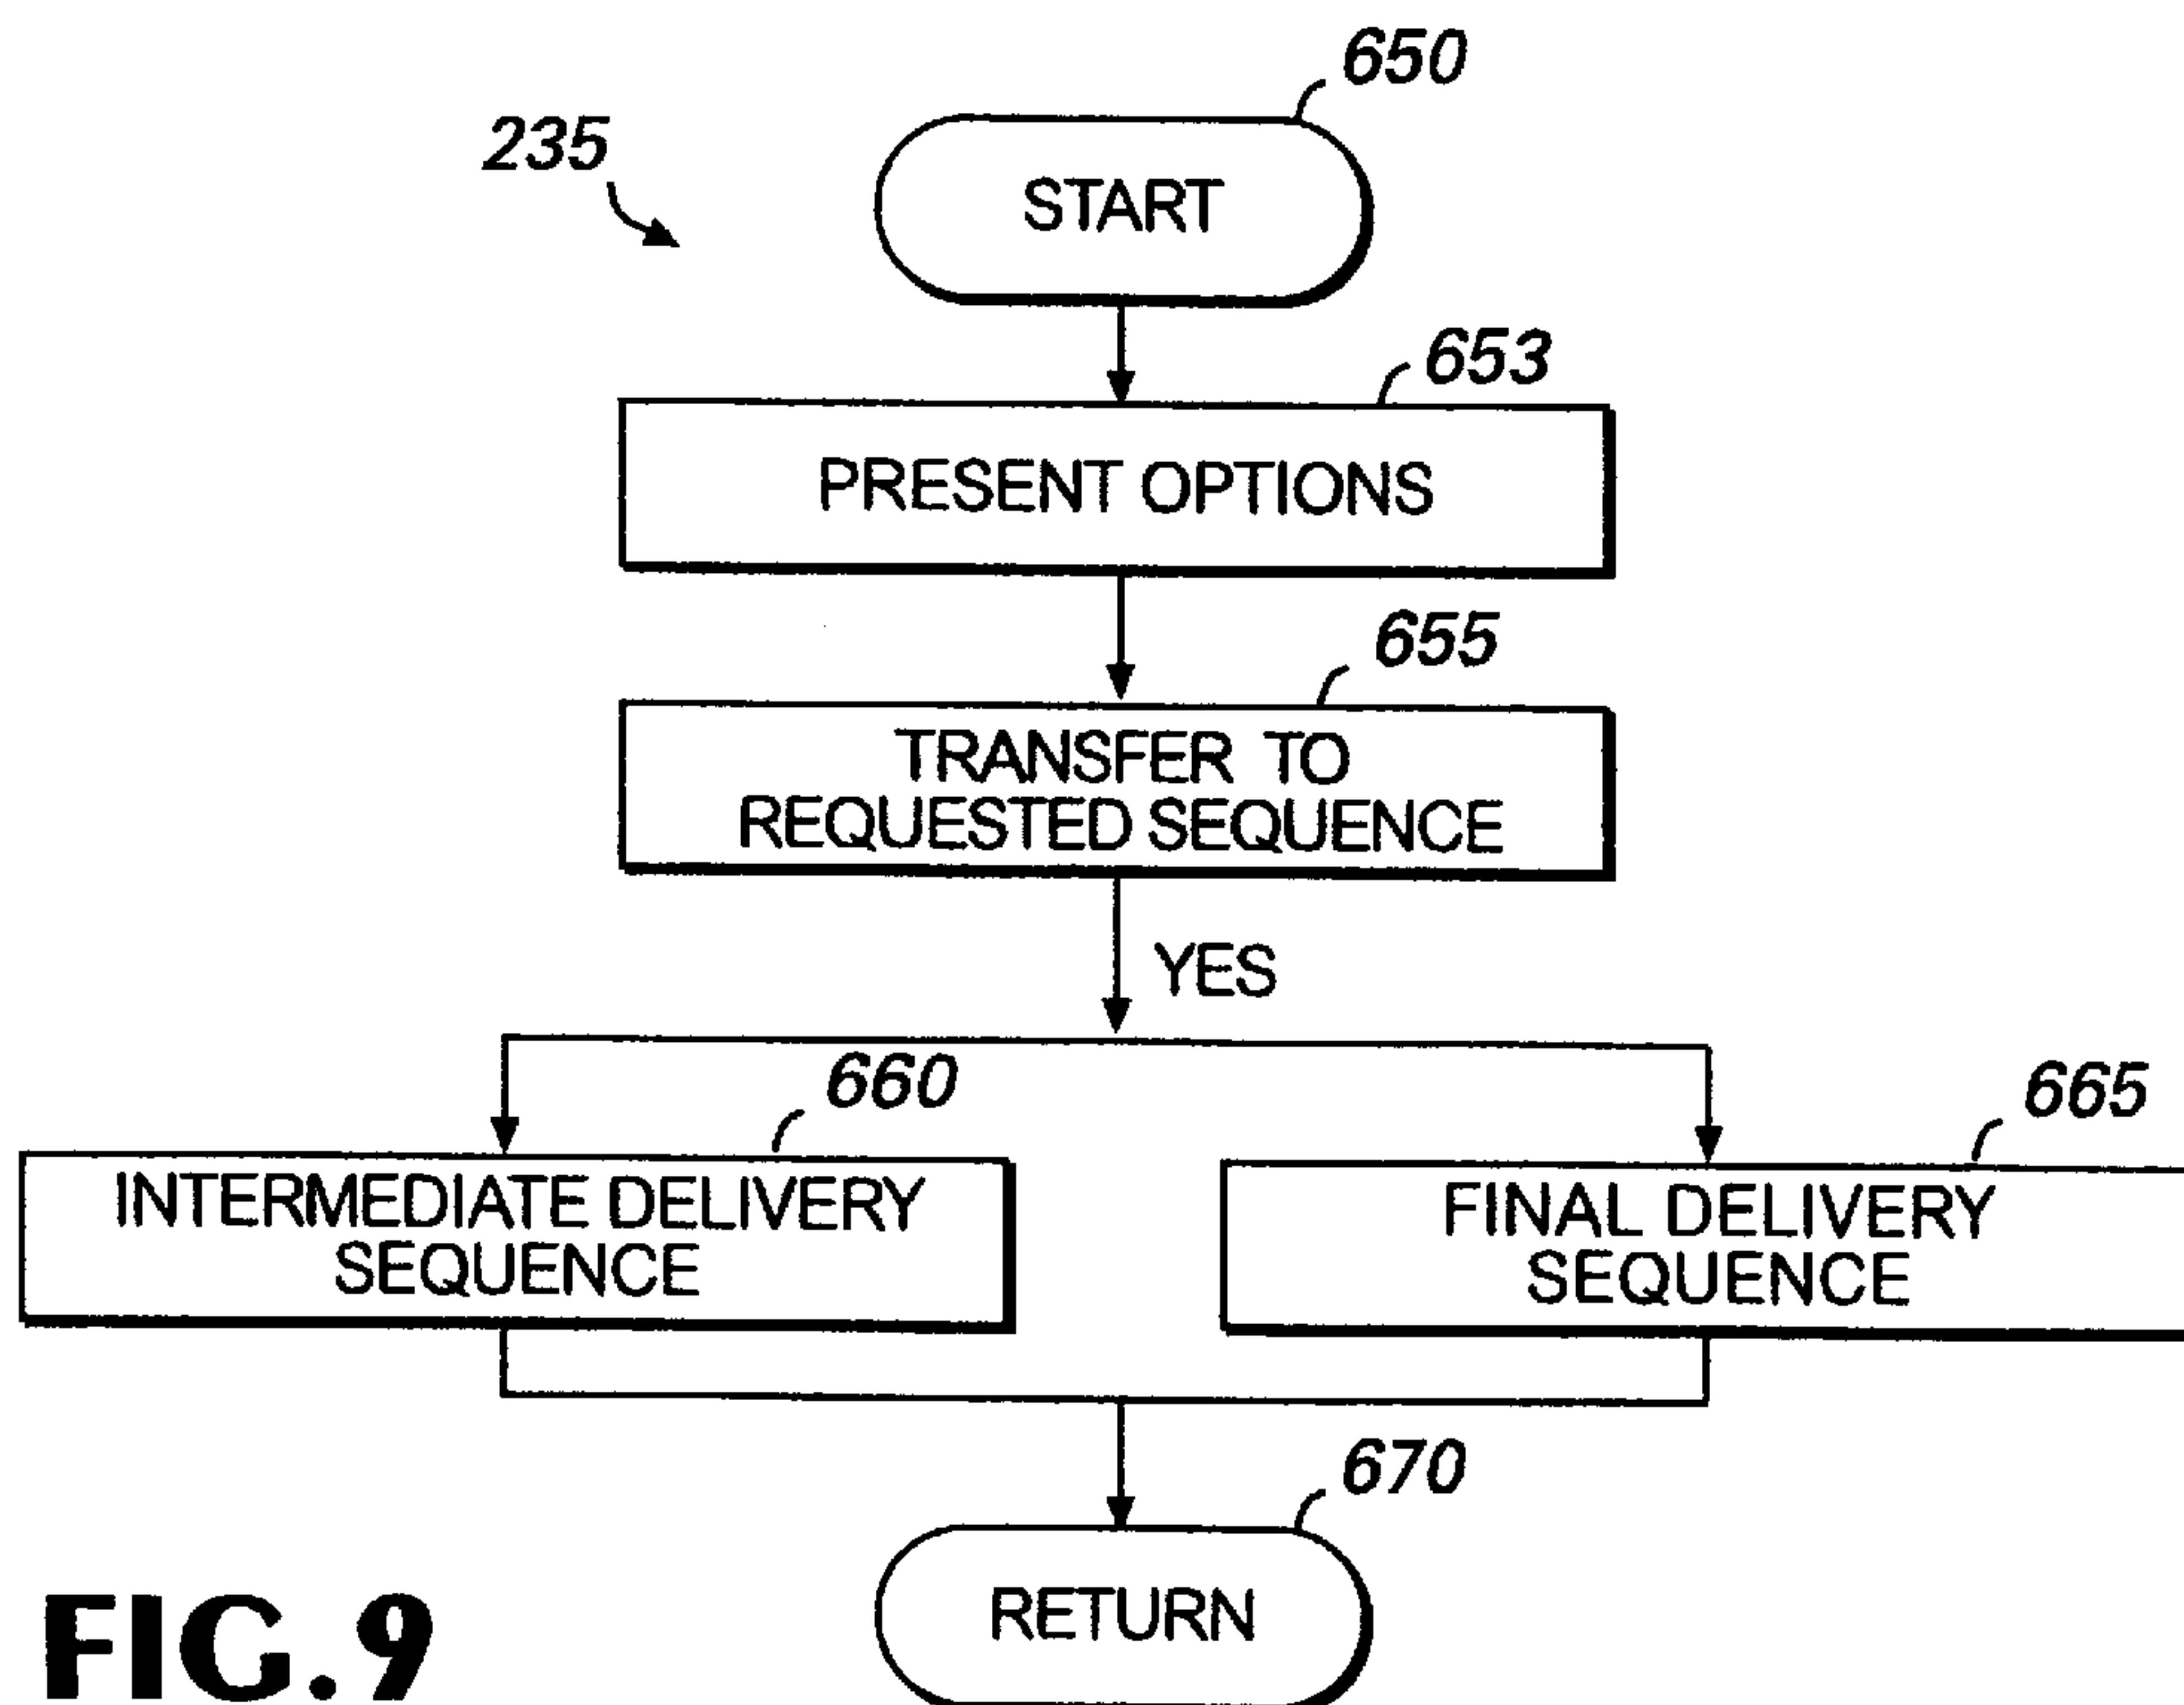 650
235
START
653
PRESENT OPTIONS
655
TRANSFER TO
REQUESTED SEQUENCE
YES
660
665
INTERMEDIATE DELIVERY
SEQUENCE
FINAL DELIVERY
SEQUENCE
670
RETURN
FIG.9